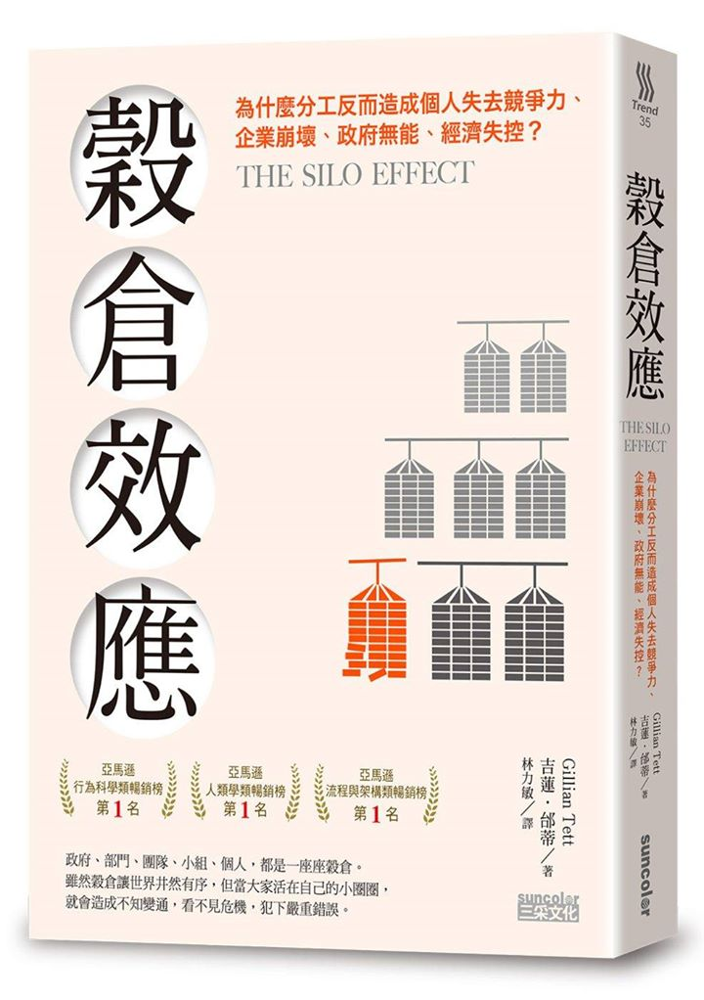 為什麼分工反而造成個人失去競爭力、
企業崩壞、政府無能、經濟失控？
THE SILO EFFECT
穀倉效應
亞馬遜
行為科學類暢銷榜
第1名
亞馬遜
人類學類暢銷榜
第1名
亞馬遜
流程與架構類暢銷榜
第1名
Gillian Tett
吉蓮．邰蒂／著
林力敏／譯
政府、部門、團隊、小組、個人，都是一座座穀倉。
雖然穀倉讓世界井然有序，但當大家活在自己的小圈圈，
就會造成不知變通，看不見危機，犯下嚴重錯誤。
suncolor
三采文化
Trend
35
穀倉效應
THE SILO
EFFECT
為什麼分工反而造成個人失去競爭力、
企業崩壞、政府無能、經濟失控？
Gillian Tett
吉蓮．邰蒂／著
林力敏／譯
suncolor